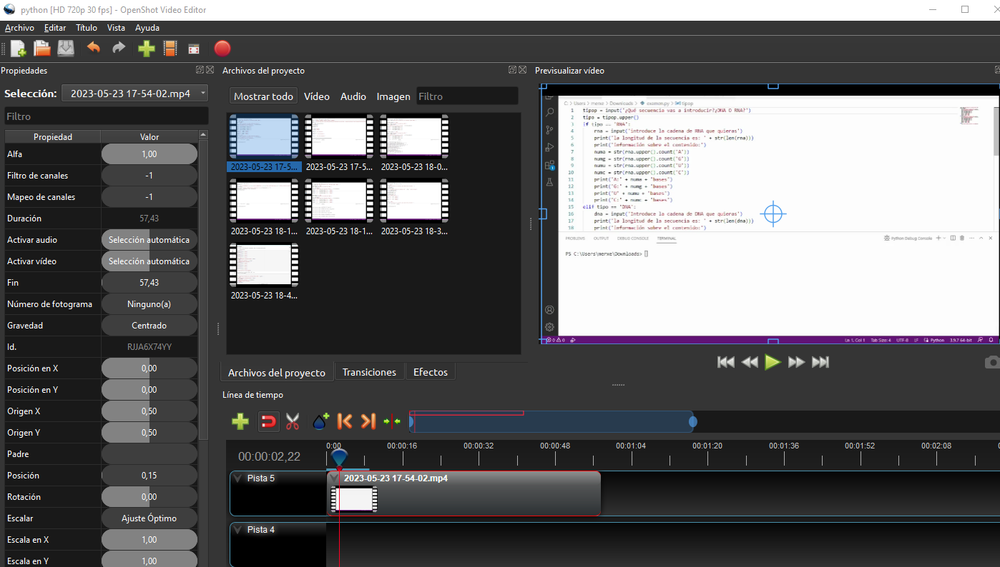 python [HD 720p 30 fps] - OpenShot Video Editor
Archivo Editar Título Vista Ayuda
Propiedades
Selección: 2023-05-23 17-54-02.mp4
Filtro
Propiedad Valor
Alfa 1,00
Filtro de canales -1
Mapeo de canales -1
Duración 57,43
Activar audio Selección automática
Activar vídeo Selección automática
Fin 57,43
Número de fotograma Ninguno(a)
Gravedad Centrado
Id. RJJA6X74YY
Posición en X 0,00
Posición en Y 0,00
Origen X 0,50
Origen Y 0,50
Padre
Posición 0,15
Rotación 0,00
Escalar Ajuste Óptimo
Escala en X 1,00
Escala en Y 1,00
Archivos del proyecto
Mostrar todo Vídeo Audio Imagen Filtro
2023-05-23 17-5... 2023-05-23 17-5... 2023-05-23 18-0...
2023-05-23 18-1... 2023-05-23 18-1... 2023-05-23 18-3...
2023-05-23 18-4...
Archivos del proyecto Transiciones Efectos
Previsualizar vídeo
C: > Users > merxe > Downloads > examen.py > tipop
1 tipop = input('¿Qué secuencia vas a introducir?¿DNA O RNA?')
2 tipo = tipop.upper()
3 if tipo == "RNA":
4 rna = input('introduce la cadena de RNA que quieras')
5 print('la longitud de la secuencia es: ' + str(len(rna)))
6 print('información sobre el contenido:')
7 numa = str(rna.upper().count('A'))
8 numg = str(rna.upper().count('G'))
9 numu = str(rna.upper().count('U'))
10 numc = str(rna.upper().count('C'))
11 print('A:' + numa + 'bases')
12 print('G:' + numg + 'bases')
13 print('U' + numu + 'bases')
14 print('C:' + numc + 'bases')
15 elif tipo == 'DNA':
16 dna = input('Introduce la cadena de DNA que quieras')
17 print('la longitud de la secuencia es: ' + str(len(dna)))
18 print('información sobre el contenido:')
PROBLEMS OUTPUT DEBUG CONSOLE TERMINAL Python Debug Console
PS C:\Users\merxe\Downloads>
0 0 Ln 1, Col 1 Tab Size: 4 UTF-8 LF Python 3.9.7 64-bit
Línea de tiempo
00:00:02,22
0:00 00:00:16 00:00:32 00:00:48 00:01:04 00:01:20 00:01:36 00:01:52 00:02:08
Pista 5 2023-05-23 17-54-02.mp4
Pista 4